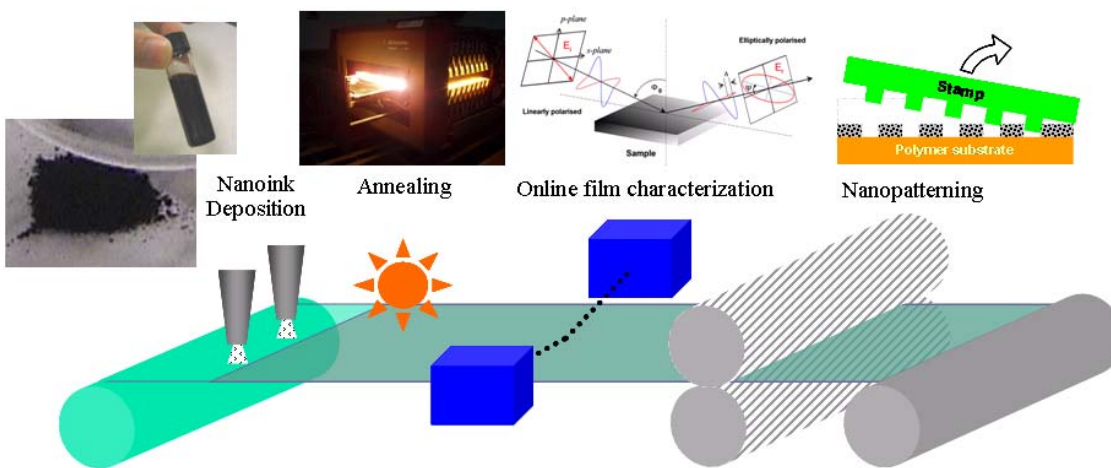 p-plane
s-plane
E
Linearly polarised
Φ
Sample
Elliptically polarised
E
Stamp
Polymer substrate
Nanoink
Deposition
Annealing
Online film characterization
Nanopatterning